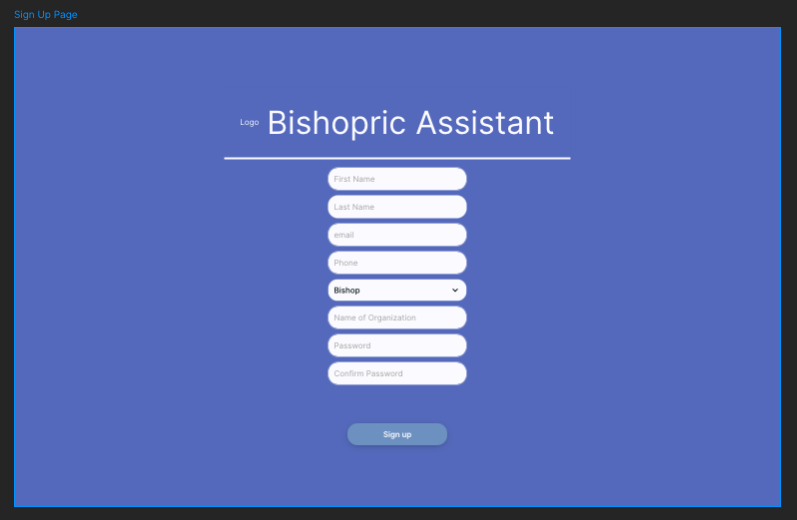 Sign Up Page
Logo Bishopric Assistant
First Name
Last Name
email
Phone
Bishop
Name of Organization
Password
Confirm Password
Sign up